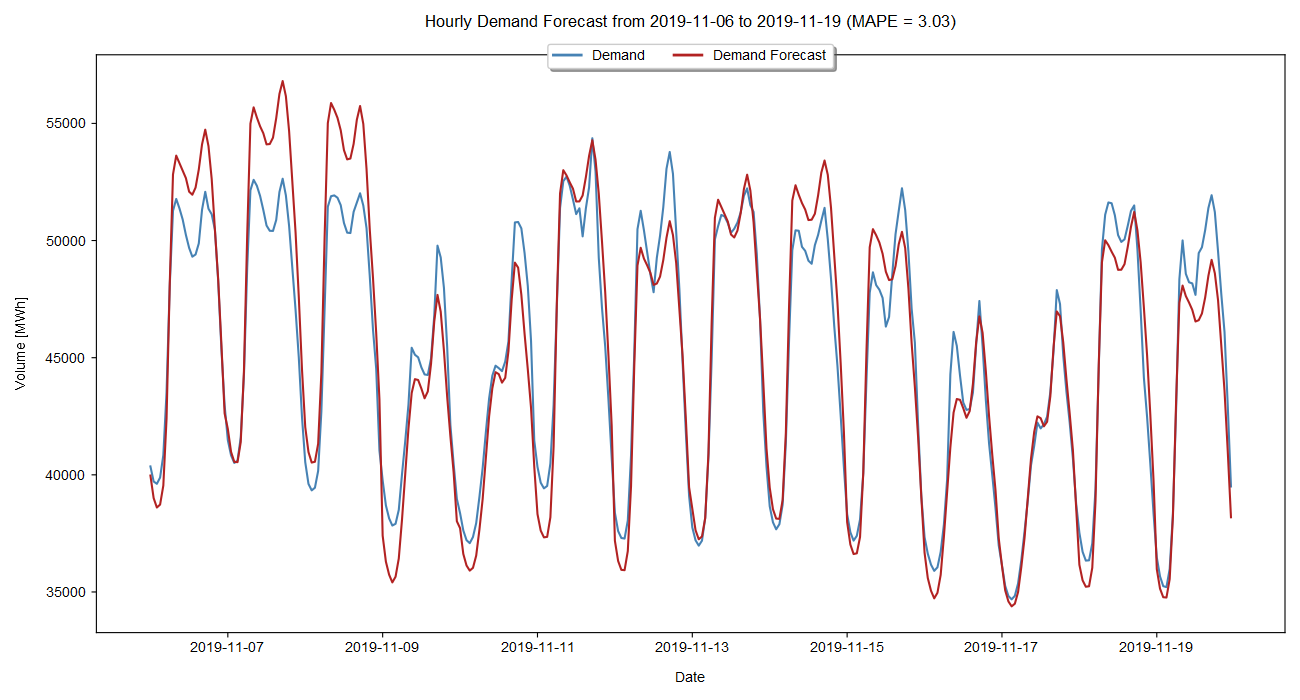 Hourly Demand Forecast from 2019-11-06 to 2019-11-19 (MAPE = 3.03)
Demand Demand Forecast
55000
50000
45000
40000
35000
Volume [MWh]
2019-11-07 2019-11-09 2019-11-11 2019-11-13 2019-11-15 2019-11-17 2019-11-19
Date